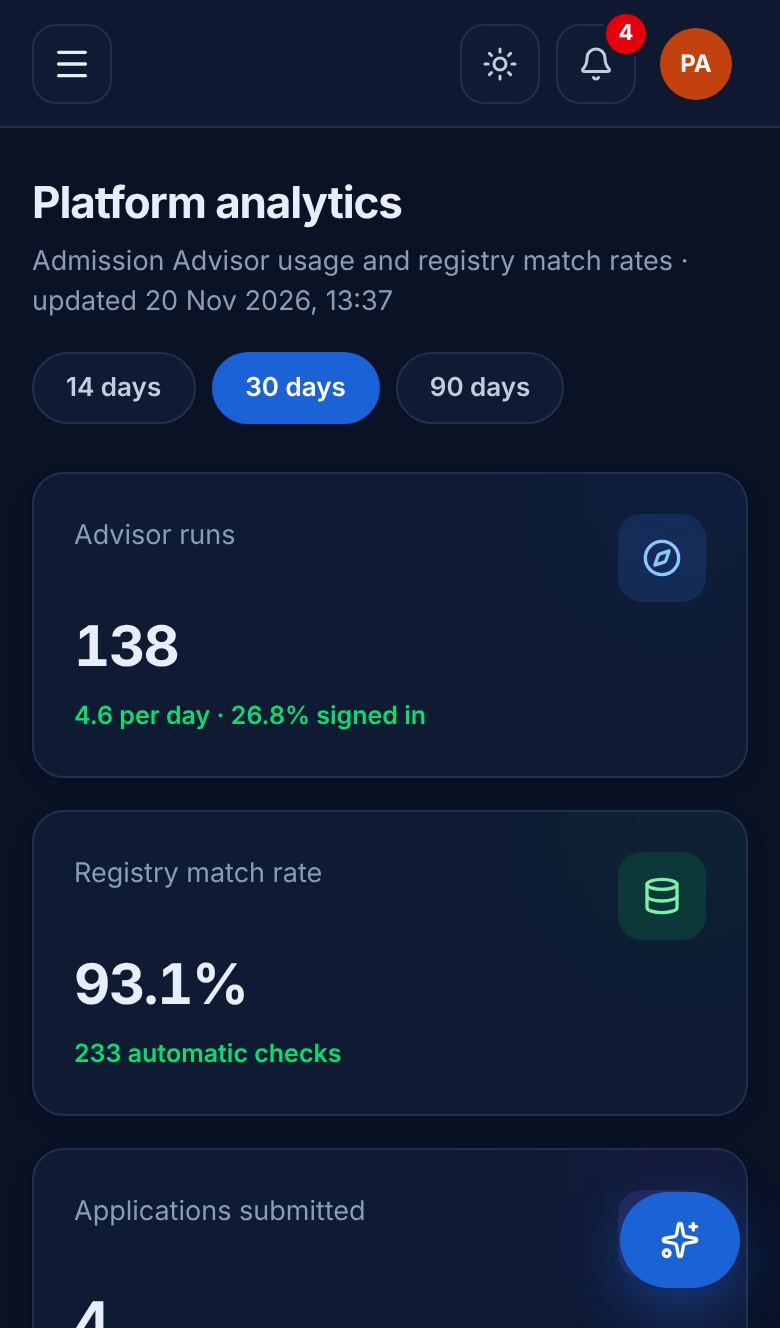 4
PA
Platform analytics
Admission Advisor usage and registry match rates ·
updated 20 Nov 2026, 13:37
14 days
30 days
90 days
Advisor runs
138
4.6 per day · 26.8% signed in
Registry match rate
93.1%
233 automatic checks
Applications submitted
4